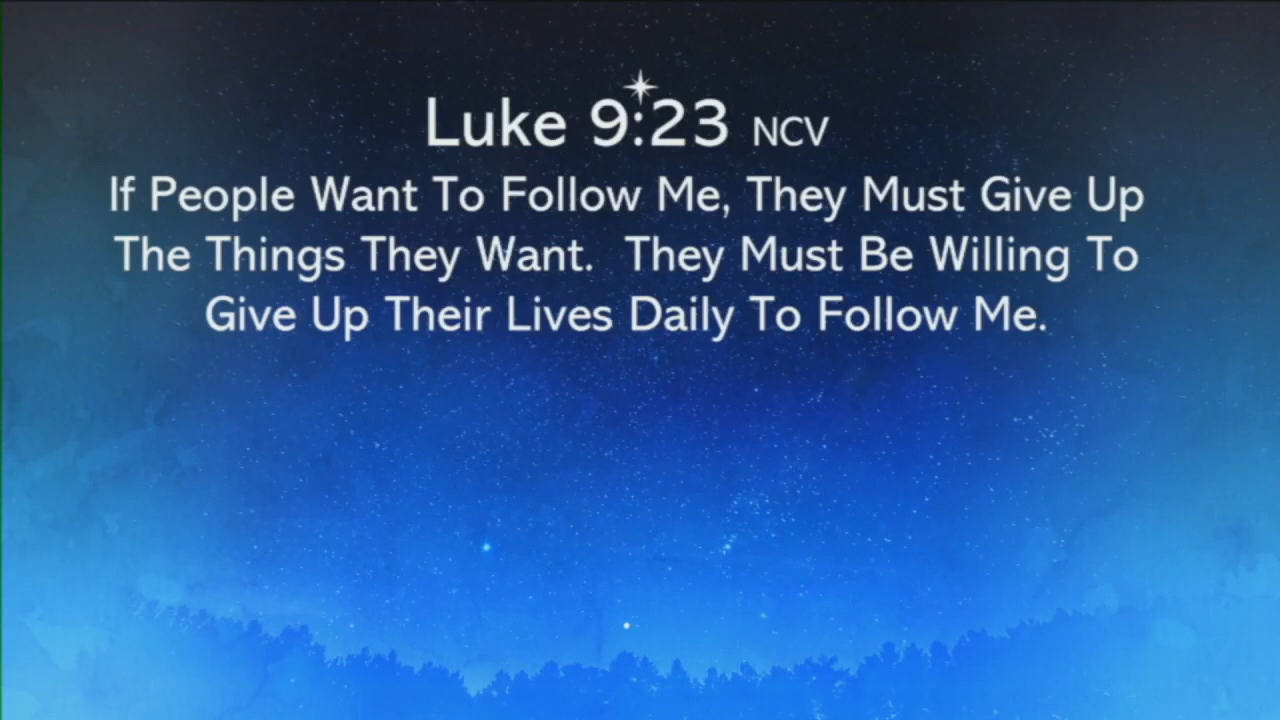 Luke 9:23 NCV
If People Want To Follow Me, They Must Give Up
The Things They Want.  They Must Be Willing To
Give Up Their Lives Daily To Follow Me.